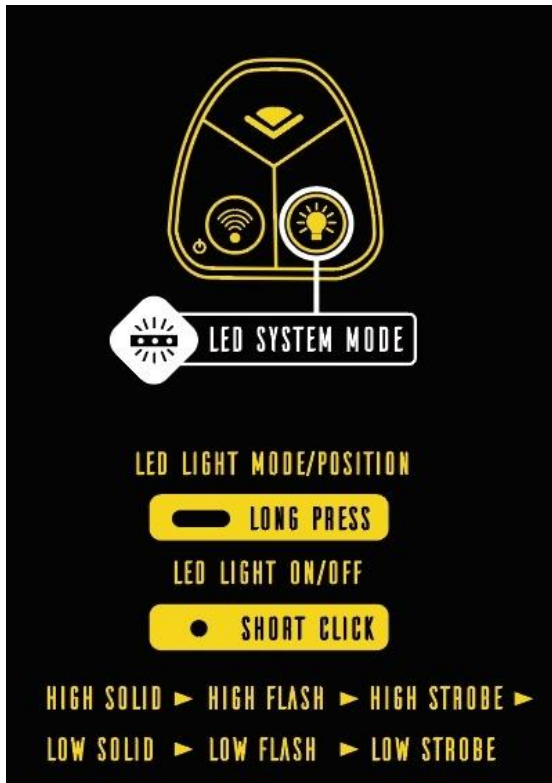 LED SYSTEM MODE
LED LIGHT MODE/POSITION
LONG PRESS
LED LIGHT ON/OFF
SHORT CLICK
HIGH SOLID ► HIGH FLASH ► HIGH STROBE ►
LOW SOLID ► LOW FLASH ► LOW STROBE